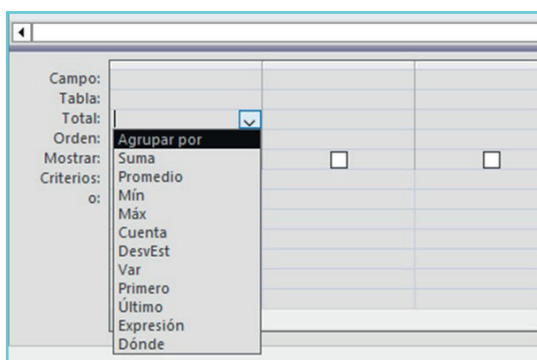 Campo:
Tabla:
Total:
Orden:
Mostrar:
Criterios:
o:
Agrupar por
Suma
Promedio
Mín
Máx
Cuenta
DesvEst
Var
Primero
Último
Expresión
Dónde